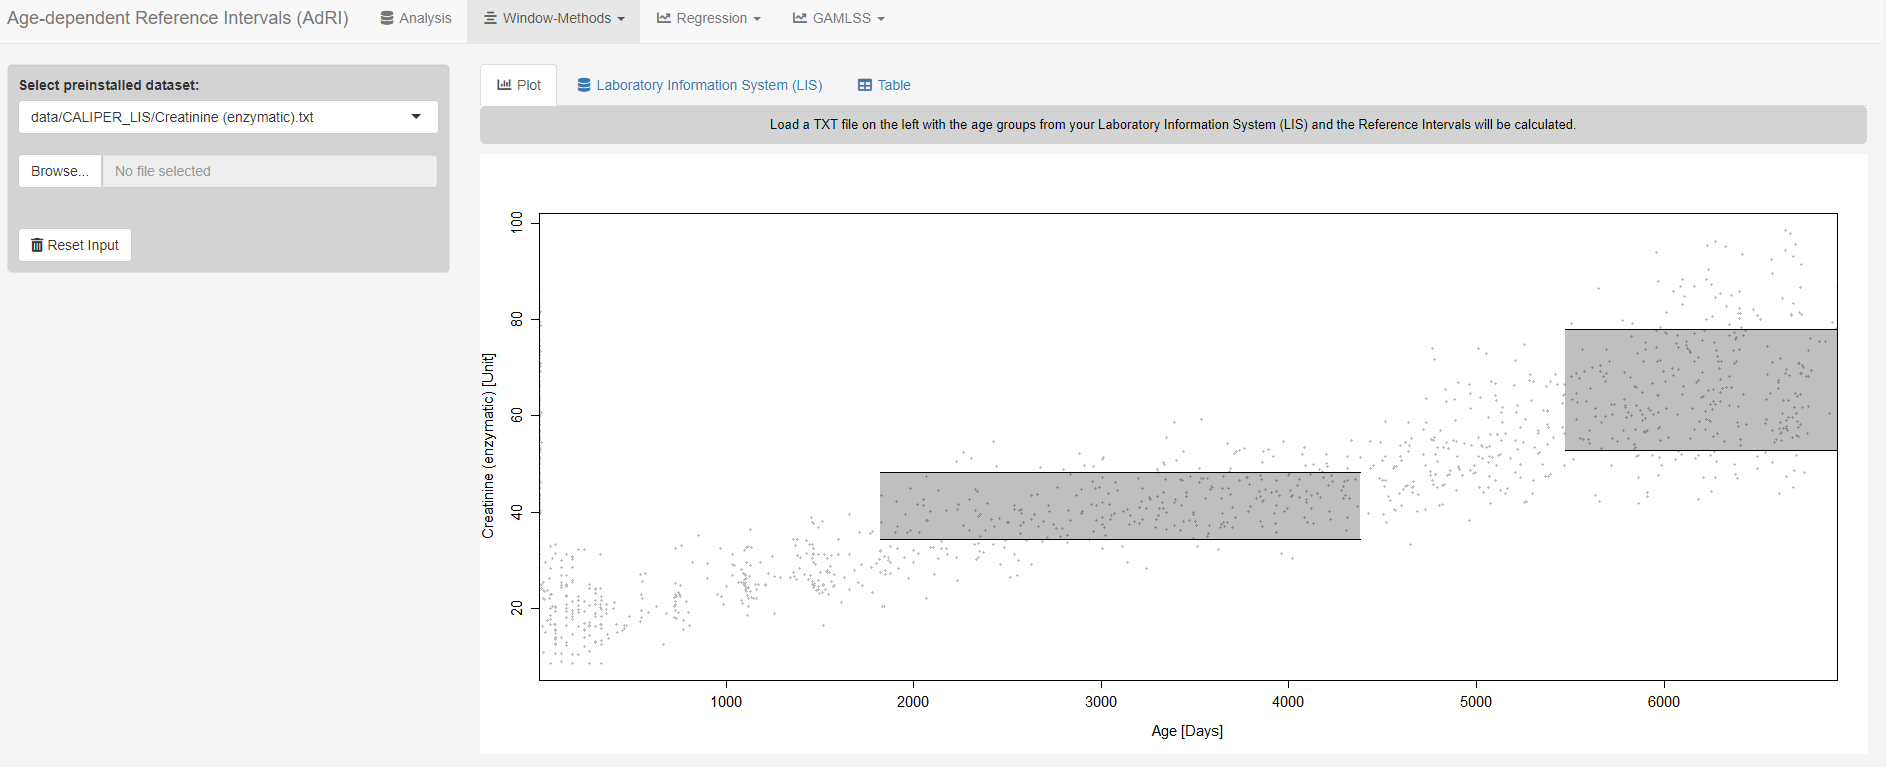 Age-dependent Reference Intervals (AdRI) Analysis Window-Methods Regression GAMLSS
Select preinstalled dataset:
data/CALIPER_LIS/Creatinine (enzymatic).txt
Browse... No file selected
Reset Input
Plot Laboratory Information System (LIS) Table
Load a TXT file on the left with the age groups from your Laboratory Information System (LIS) and the Reference Intervals will be calculated.
Creatinine (enzymatic) [Unit]
100
80
60
40
20
1000 2000 3000 4000 5000 6000
Age [Days]